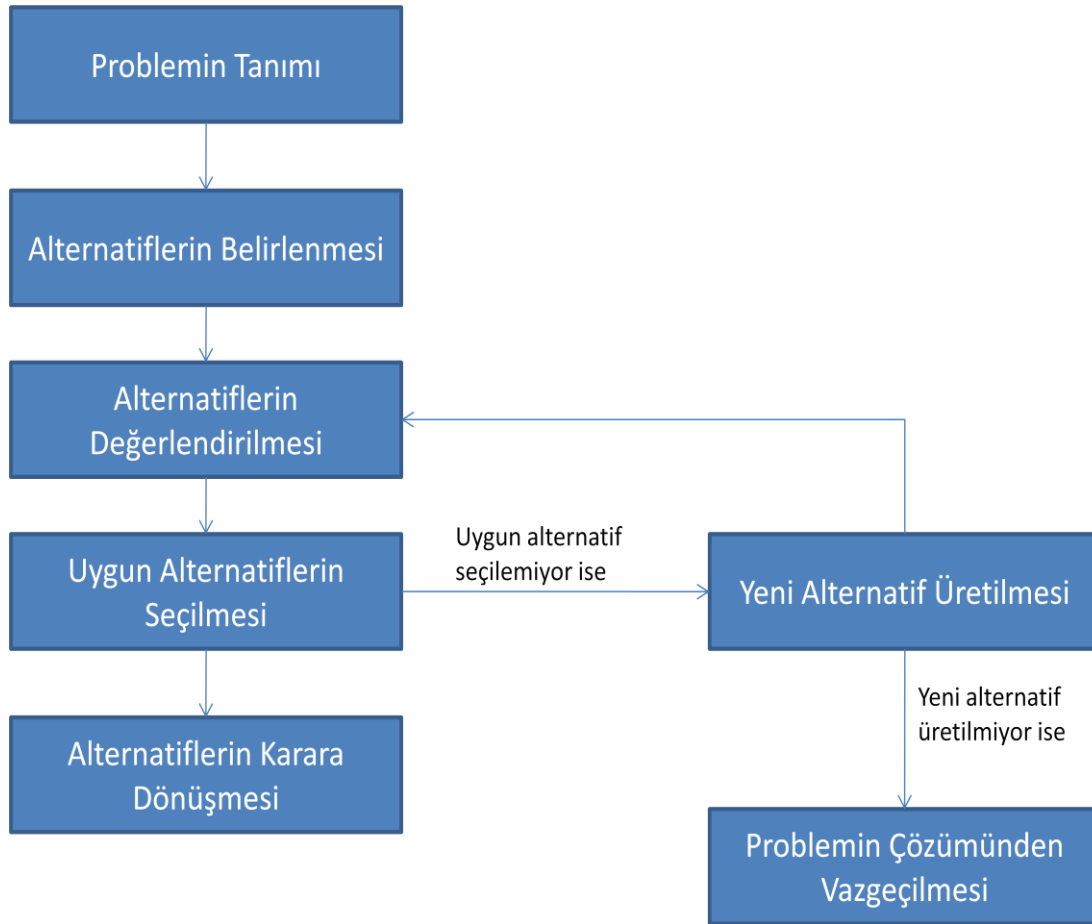 Problemin Tanımı
Alternatiflerin Belirlenmesi
Alternatiflerin
Değerlendirilmesi
Uygun Alternatiflerin
Seçilmesi
Uygun alternatif
seçilemiyor ise
Yeni Alternatif Üretilmesi
Alternatiflerin Karara
Dönüşmesi
Yeni alternatif
üretilmiyor ise
Problemin Çözümünden
Vazgeçilmesi